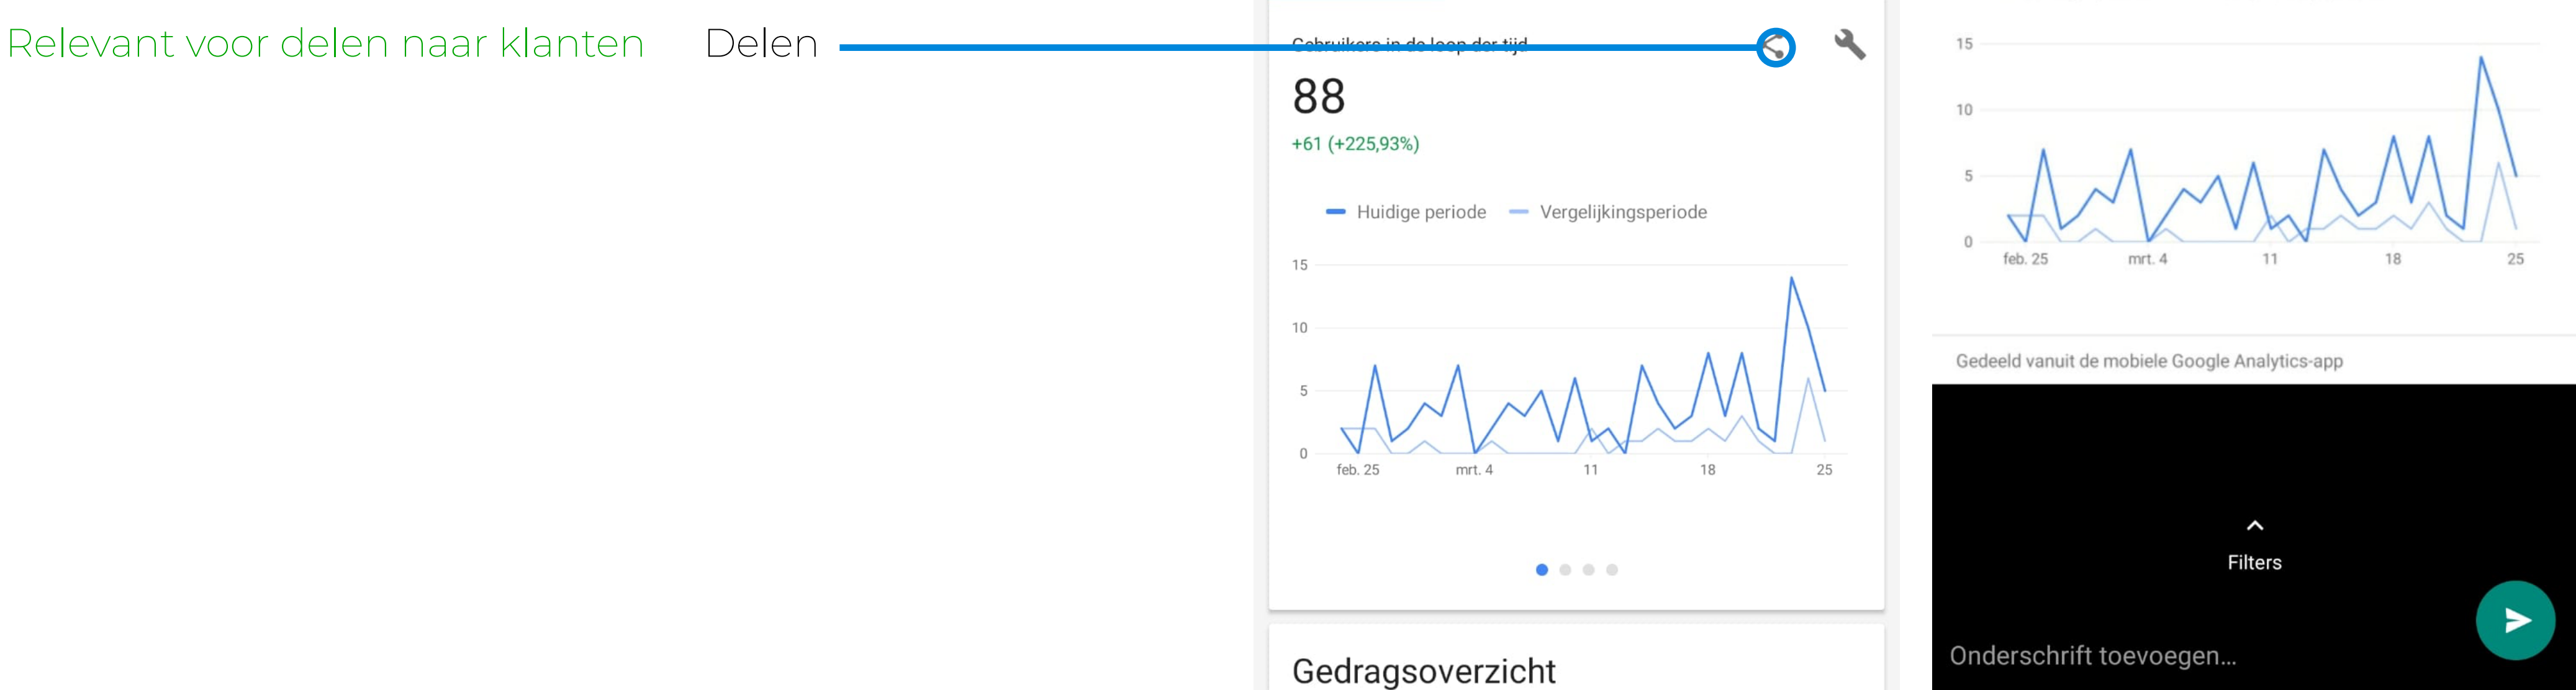 Relevant voor delen naar klanten
Delen
Gebruikers in de loop der tijd
88
+61 (+225,93%)
Huidige periode
Vergelijkingsperiode
15
10
5
0
feb. 25
mrt. 4
11
18
25
Gedragsoverzicht
15
10
5
0
feb. 25
mrt. 4
11
18
25
Gedeeld vanuit de mobiele Google Analytics-app
Filters
Onderschrift toevoegen...